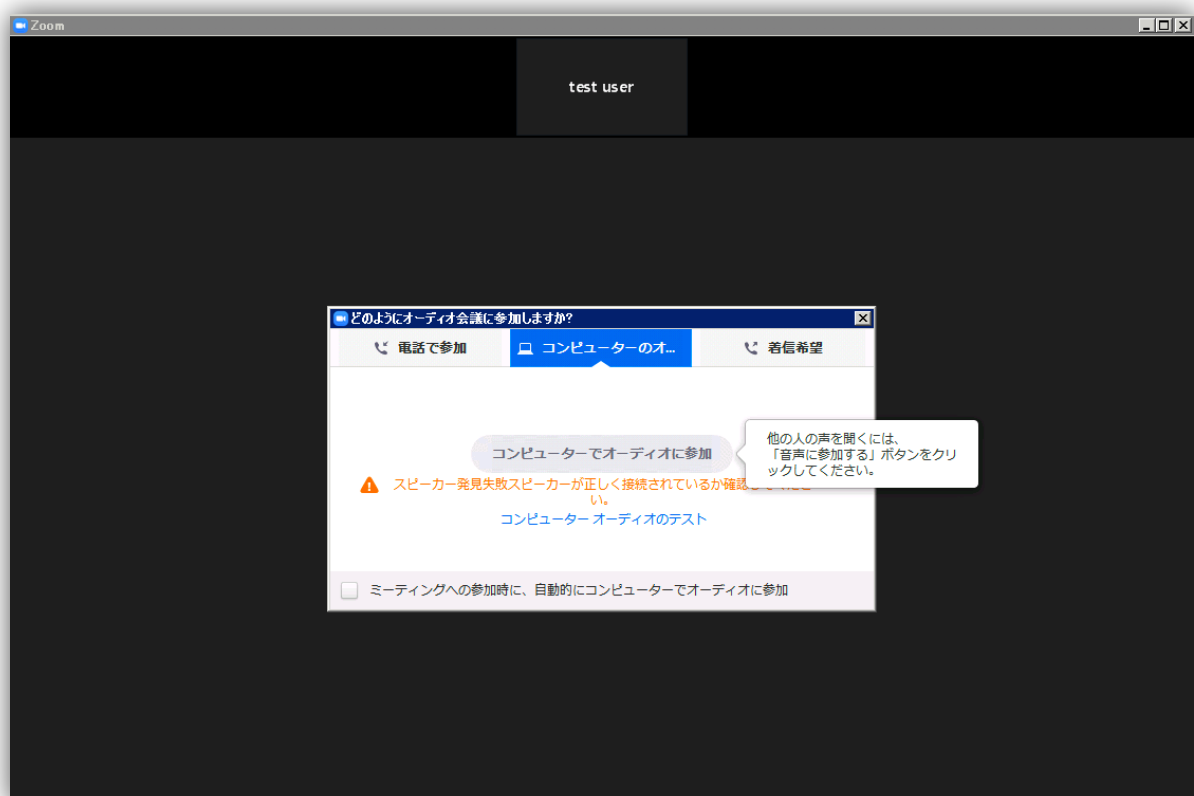 Zoom
test user
どのようにオーディオ会議に参加しますか?
電話で参加
コンピューターのオ...
着信希望
コンピューターでオーディオに参加
他の人の声を聞くには、
「音声に参加する」ボタンをクリ
ックしてください。
スピーカー発見失敗スピーカーが正しく接続されているか確認
い。
コンピューター オーディオのテスト
ミーティングへの参加時に、自動的にコンピューターでオーディオに参加